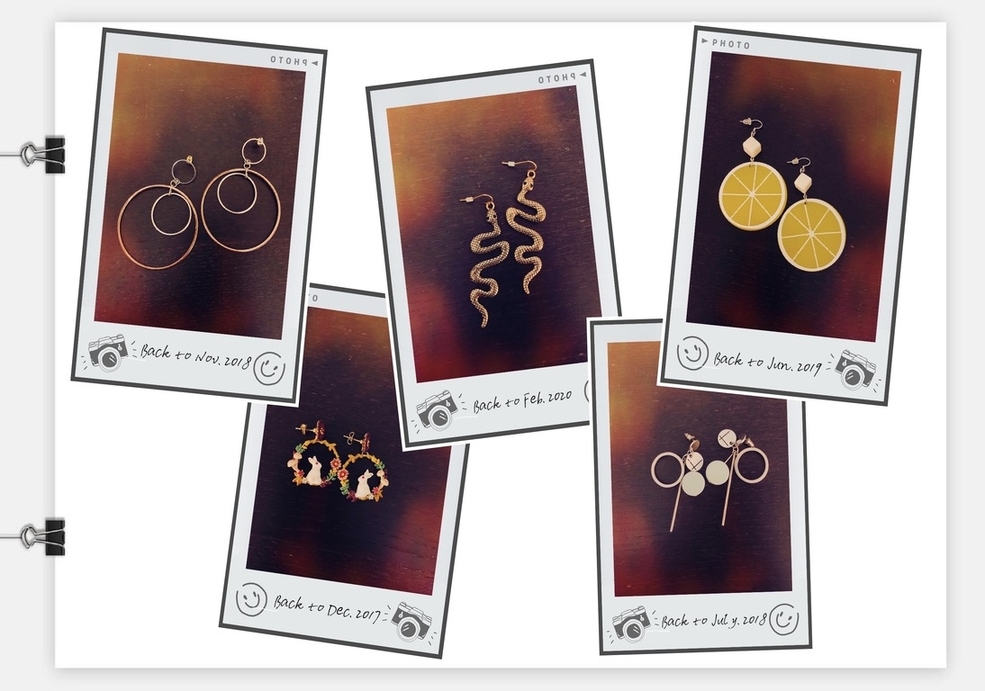 PHOTO
Back to Nov. 2018
PHOTO
Back to Feb. 2020
PHOTO
Back to Jun. 2019
O
Back to Dec. 2017
Back to July. 2018